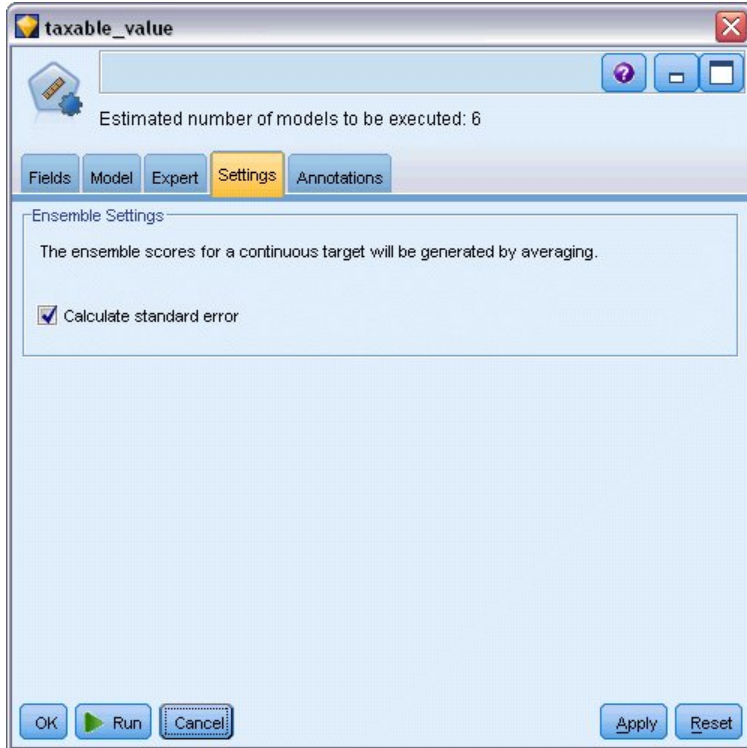 taxable_value
?
Estimated number of models to be executed: 6
Fields Model Expert Settings Annotations
Ensemble Settings
The ensemble scores for a continuous target will be generated by averaging.
Calculate standard error
OK Run Cancel Apply Reset